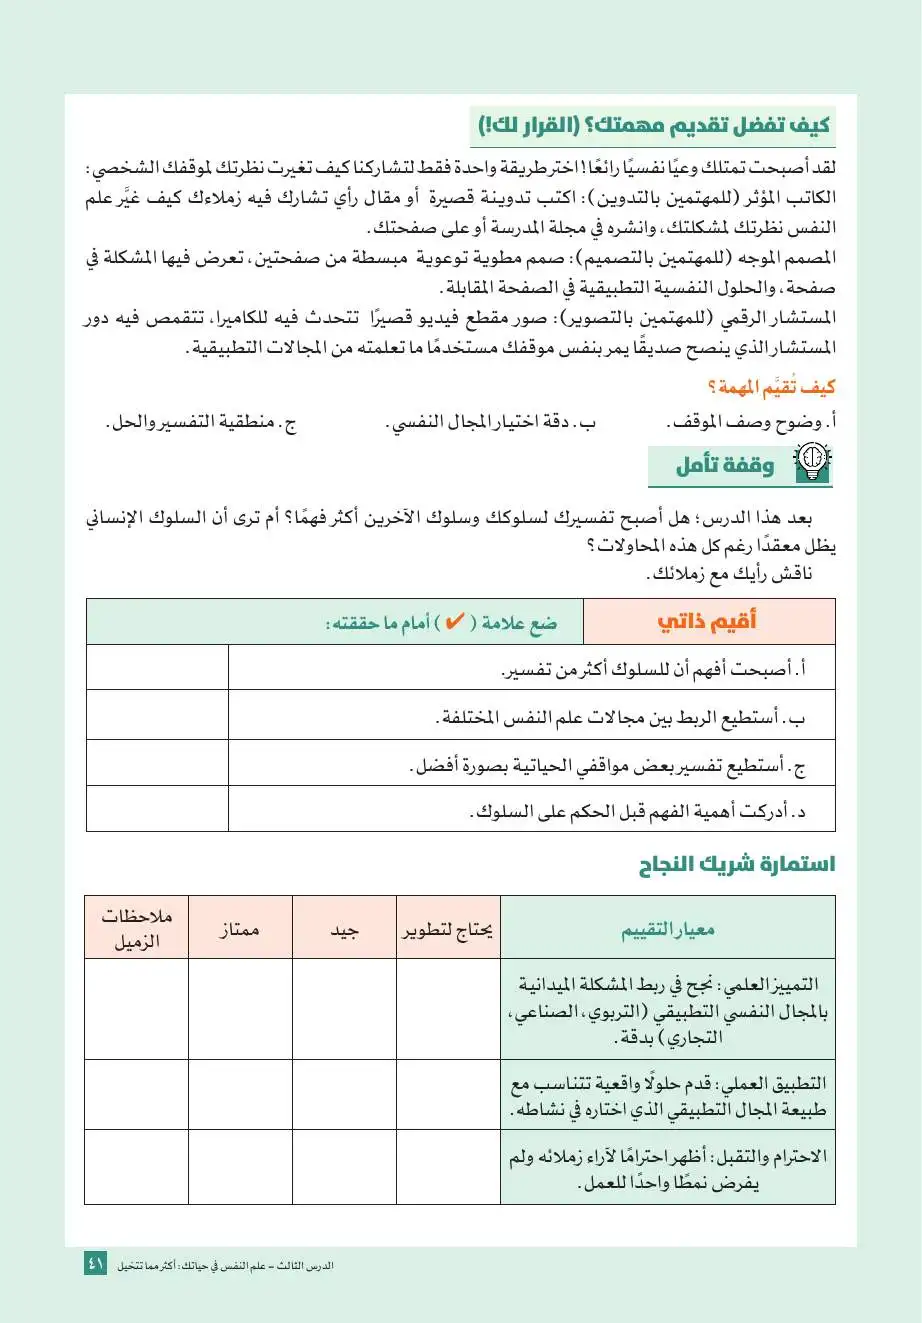 كيف تفضل تقديم مهمتك؟ (القرار لك!)
لقد أصبحت تمتلك وعيًا نفسيًا رائعًا! اختر طريقة واحدة فقط لتشاركنا كيف تغيرت نظرتك لموقفك الشخصي:
الكاتب المؤثر (للمهتمين بالتدوين): اكتب تدوينة قصيرة أو مقال رأي تشارك فيه زملاءك كيف غيَّر علم
النفس نظرتك لمشكلتك، وانشره في مجلة المدرسة أو على صفحتك.
المصمم الموجه (للمهتمين بالتصميم): صمم مطوية توعوية مبسطة من صفحتين، تعرض فيها المشكلة في
صفحة، والحلول النفسية التطبيقية في الصفحة المقابلة.
المستشار الرقمي (للمهتمين بالتصوير): صور مقطع فيديو قصيرًا تتحدث فيه للكاميرا، تتقمص فيه دور
المستشار الذي ينصح صديقًا يمر بنفس موقفك مستخدمًا ما تعلمته من المجالات التطبيقية.
كيف تُقيَّم المهمة؟
أ. وضوح وصف الموقف. ب. دقة اختيار المجال النفسي. ج. منطقية التفسير والحل.
وقفة تأمل
بعد هذا الدرس؛ هل أصبح تفسيرك لسلوكك وسلوك الآخرين أكثر فهمًا؟ أم ترى أن السلوك الإنساني
يظل معقدًا رغم كل هذه المحاولات؟
ناقش رأيك مع زملائك.
أقيم ذاتي ضع علامة (✔) أمام ما حققته:
أ. أصبحت أفهم أن للسلوك أكثر من تفسير.
ب. أستطيع الربط بين مجالات علم النفس المختلفة.
ج. أستطيع تفسير بعض مواقفي الحياتية بصورة أفضل.
د. أدركت أهمية الفهم قبل الحكم على السلوك.
استمارة شريك النجاح
معيار التقييم يحتاج لتطوير جيد ممتاز ملاحظات
الزميل
التمييز العلمي: نجح في ربط المشكلة الميدانية
بالمجال النفسي التطبيقي (التربوي، الصناعي،
التجاري) بدقة.
التطبيق العملي: قدم حلولًا واقعية تتناسب مع
طبيعة المجال التطبيقي الذي اختاره في نشاطه.
الاحترام والتقبل: أظهر احترامًا لآراء زملائه ولم
يفرض نمطًا واحدًا للعمل.
الدرس الثالث – علم النفس في حياتك: أكثر مما تتخيل ٤١